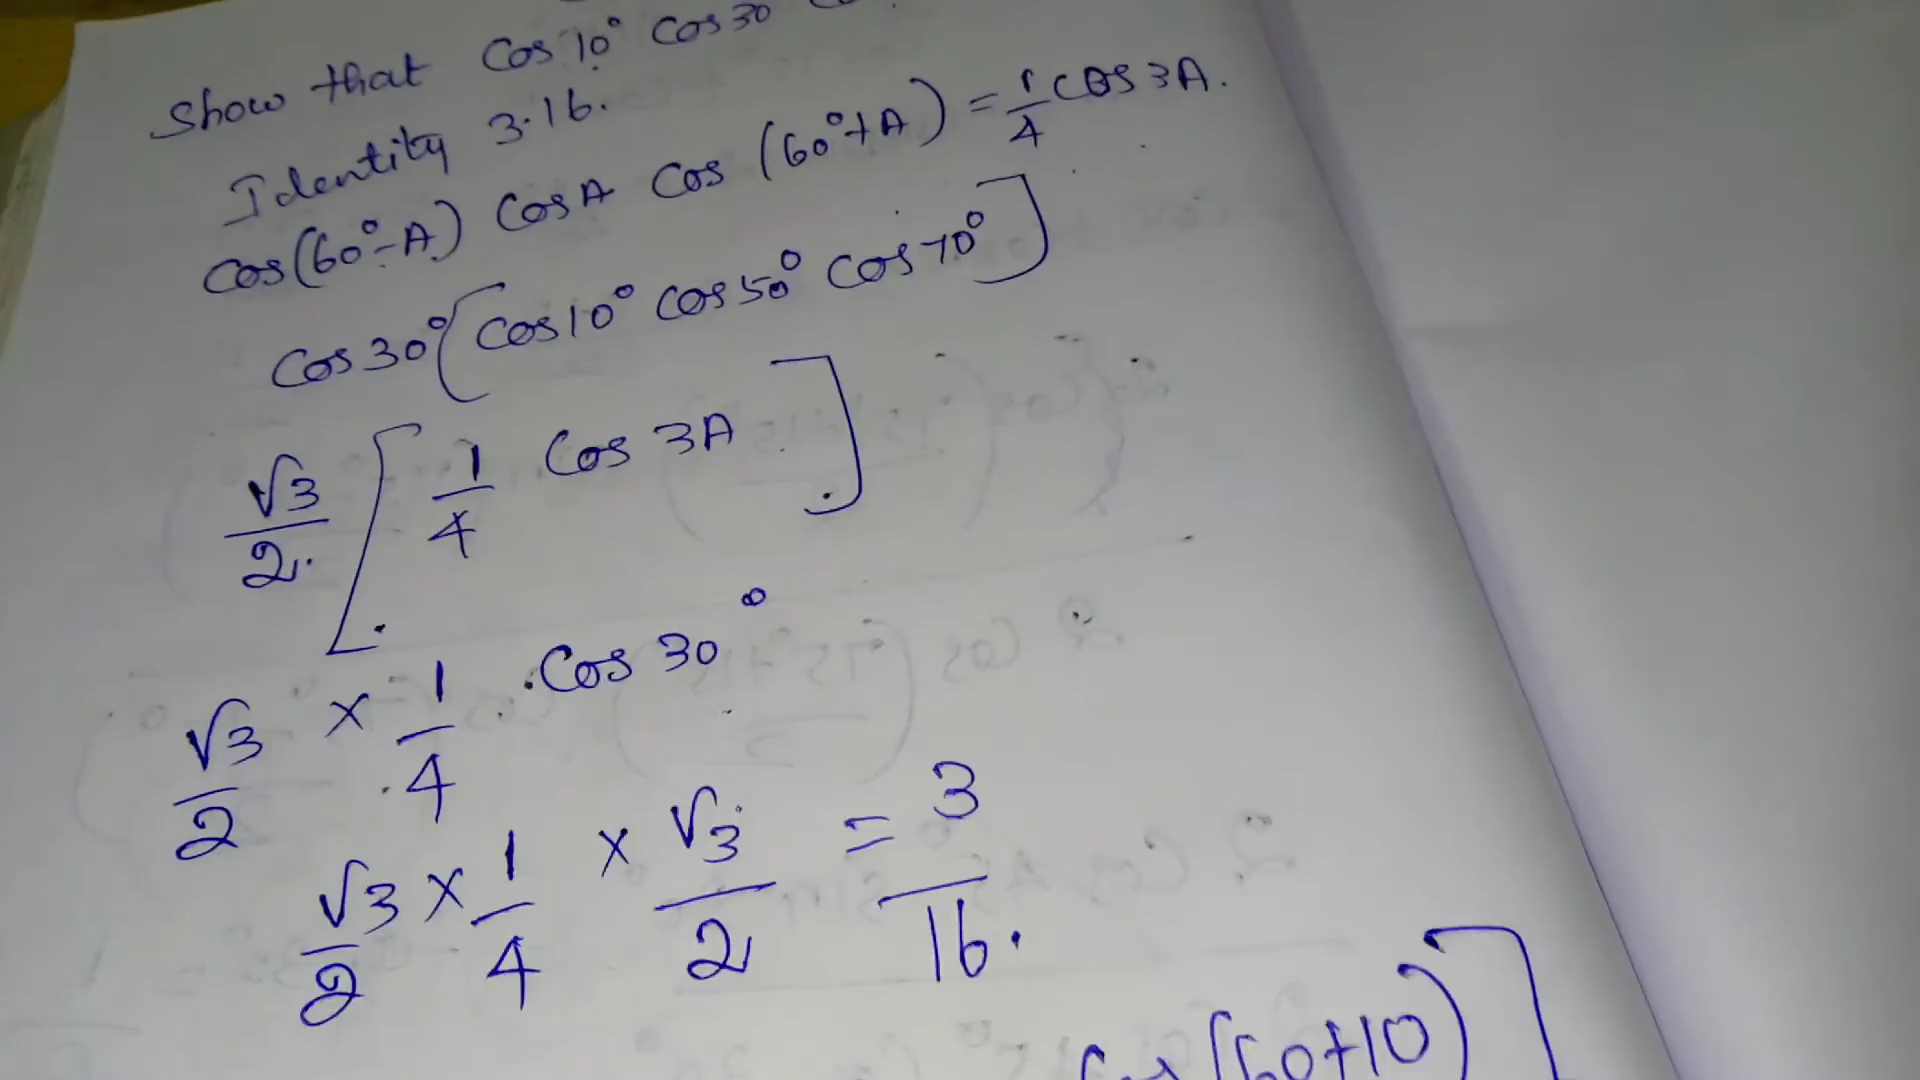 Show that Cos 10° Cos 30
Identity 3.16.
Cos(60°-A) Cos A Cos (60°+A) = 1/4 Cos 3A.
Cos 30° [Cos 10° Cos 50° Cos 70°]
√3/2 [1/4 Cos 3A]
√3/2 × 1/4 . Cos 30°
√3/2 × 1/4 × √3/2 = 3/16.
(60+10)]